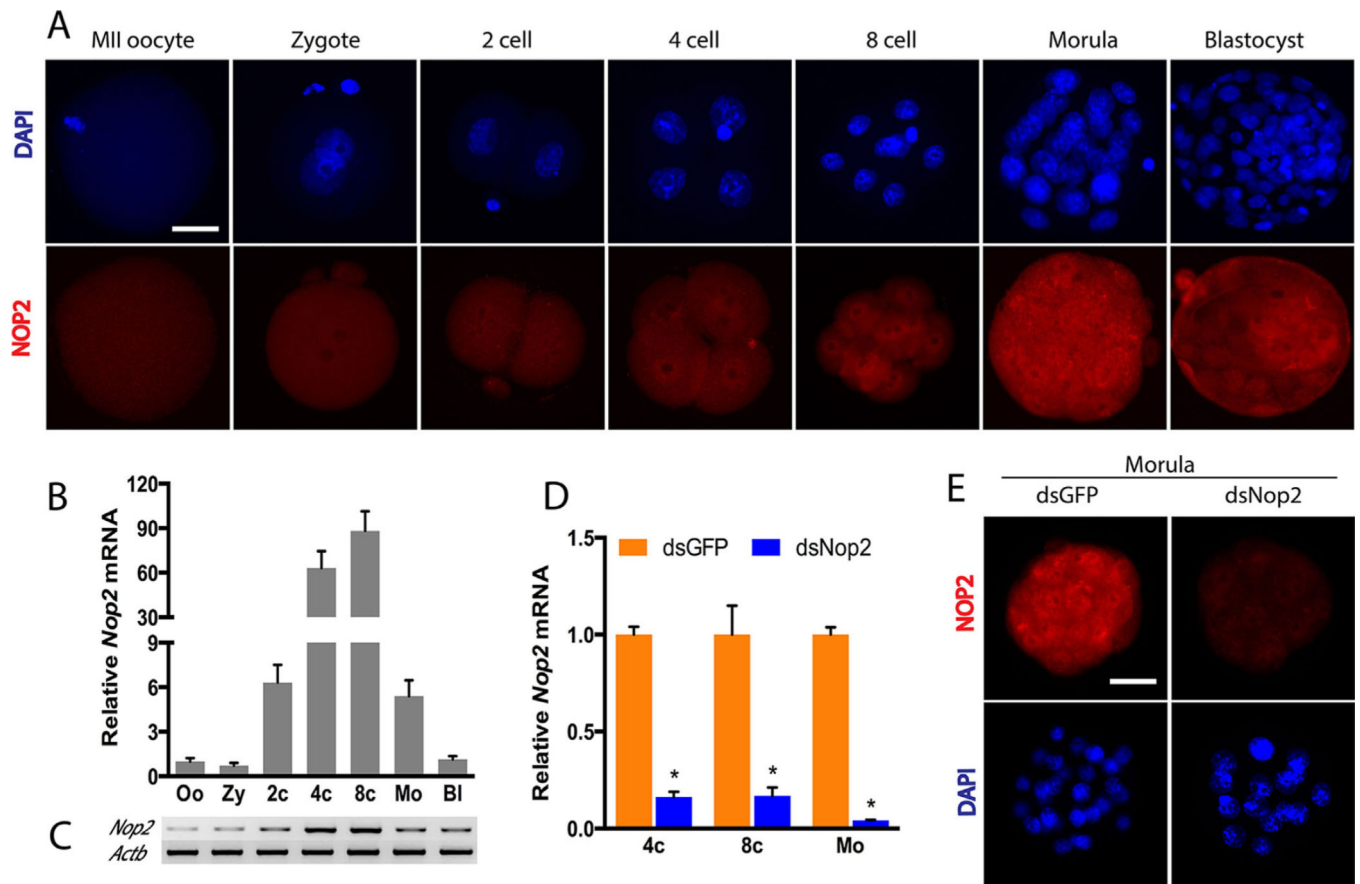 A
MII oocyte Zygote 2 cell 4 cell 8 cell Morula Blastocyst
DAPI
NOP2
B
Relative Nop2 mRNA
120
90
60
30
9
6
3
0
Oo Zy 2c 4c 8c Mo Bl
C
Nop2
Actb
D
Relative Nop2 mRNA
1.5
1.0
0.5
0.0
dsGFP dsNop2
* * *
4c 8c Mo
E
Morula
dsGFP dsNop2
NOP2
DAPI